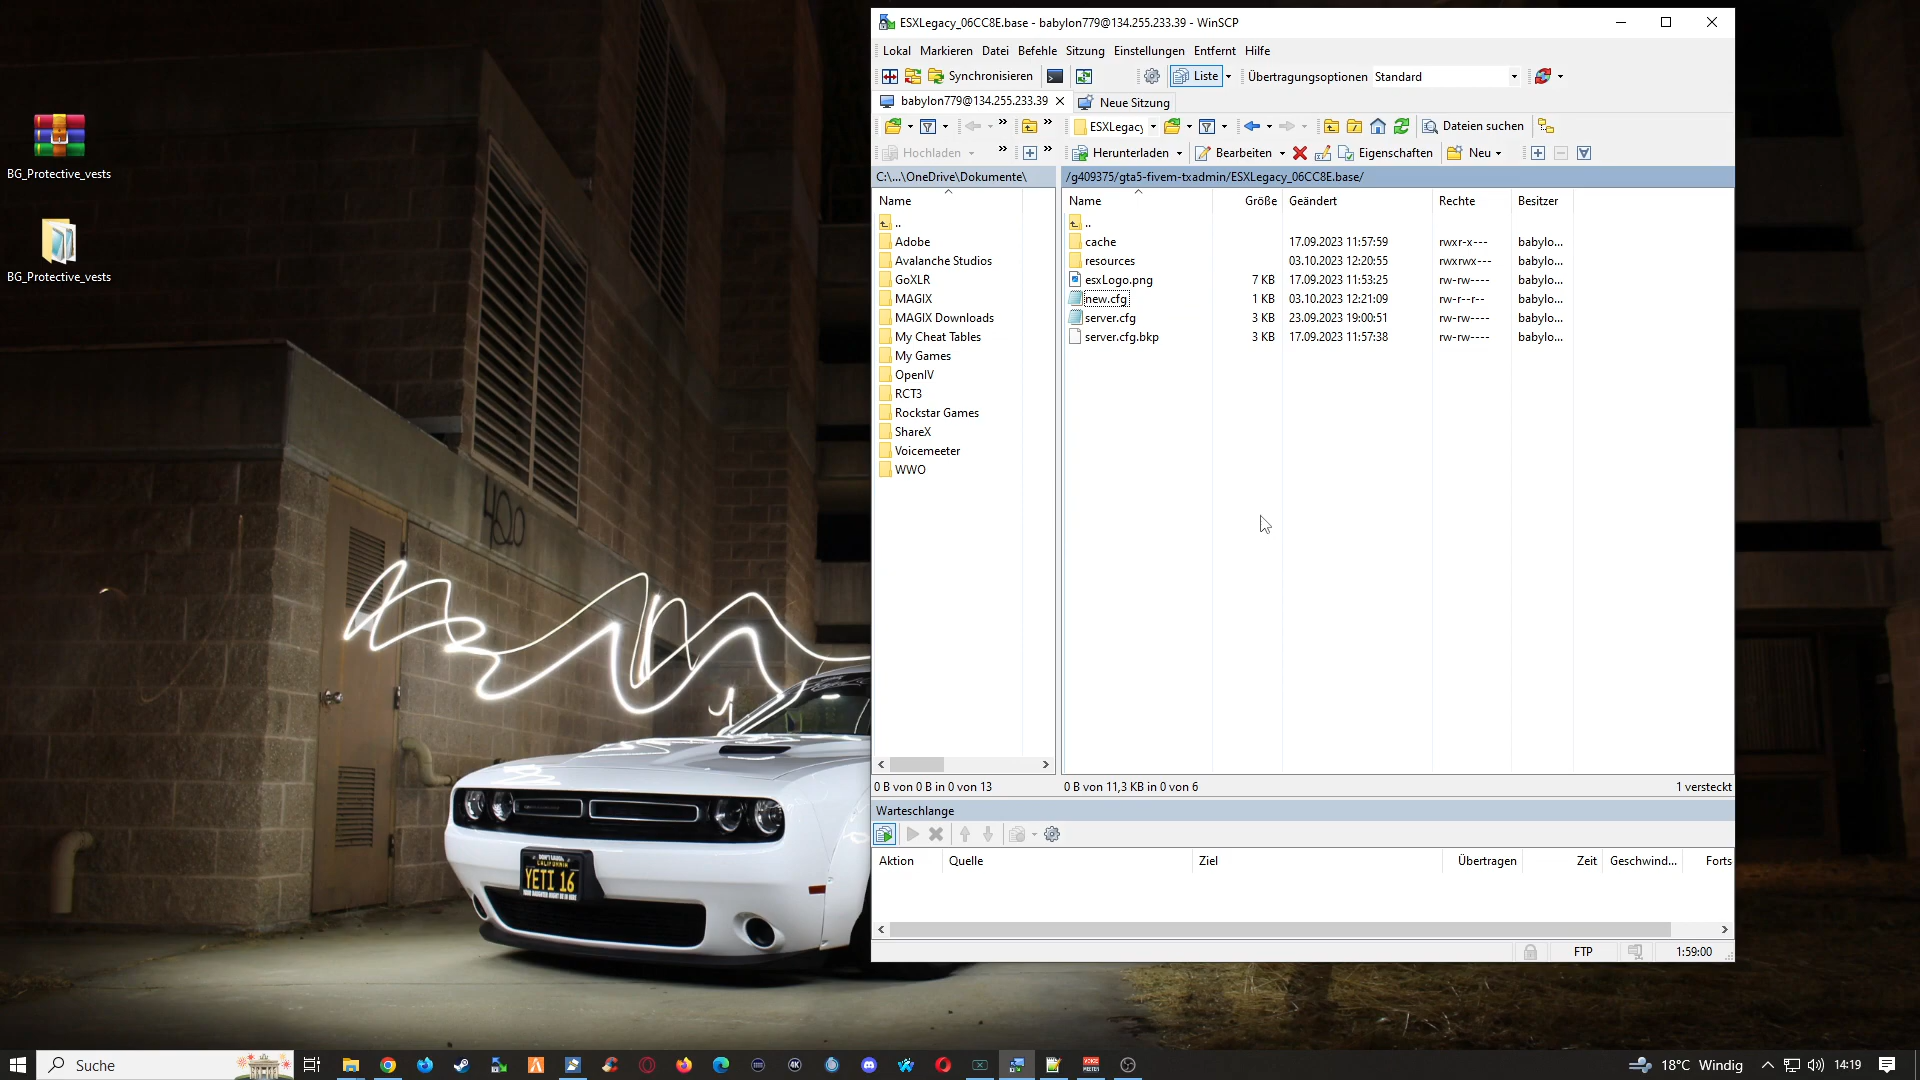 ESXLegacy_06CC8E.base - babylon779@134.255.233.39 - WinSCP
Lokal Markieren Datei Befehle Sitzung Einstellungen Entfernt Hilfe
Synchronisieren Liste Übertragungsoptionen Standard
babylon779@134.255.233.39 Neue Sitzung
ESXLegacy Dateien suchen
Hochladen Herunterladen Bearbeiten Eigenschaften Neu
C:\...\OneDrive\Dokumente\ /g409375/gta5-fivem-txadmin/ESXLegacy_06CC8E.base/
Name Name Größe Geändert Rechte Besitzer
.. ..
Adobe cache 17.09.2023 11:57:59 rwxr-x--- babylo...
Avalanche Studios resources 03.10.2023 12:20:55 rwxrwx--- babylo...
GoXLR esxLogo.png 7 KB 17.09.2023 11:53:25 rw-rw---- babylo...
MAGIX new.cfg 1 KB 03.10.2023 12:21:09 rw-r--r-- babylo...
MAGIX Downloads server.cfg 3 KB 23.09.2023 19:00:51 rw-rw---- babylo...
My Cheat Tables server.cfg.bkp 3 KB 17.09.2023 11:57:38 rw-rw---- babylo...
My Games
OpenIV
RCT3
Rockstar Games
ShareX
Voicemeeter
WWO
0 B von 0 B in 0 von 13 0 B von 11,3 KB in 0 von 6 1 versteckt
Warteschlange
Aktion Quelle Ziel Übertragen Zeit Geschwind... Forts
FTP 1:59:00
BG_Protective_vests
BG_Protective_vests
CALIFORNIA
YETI 16
Suche
4K
VOICE
MEETER
18°C Windig
14:19